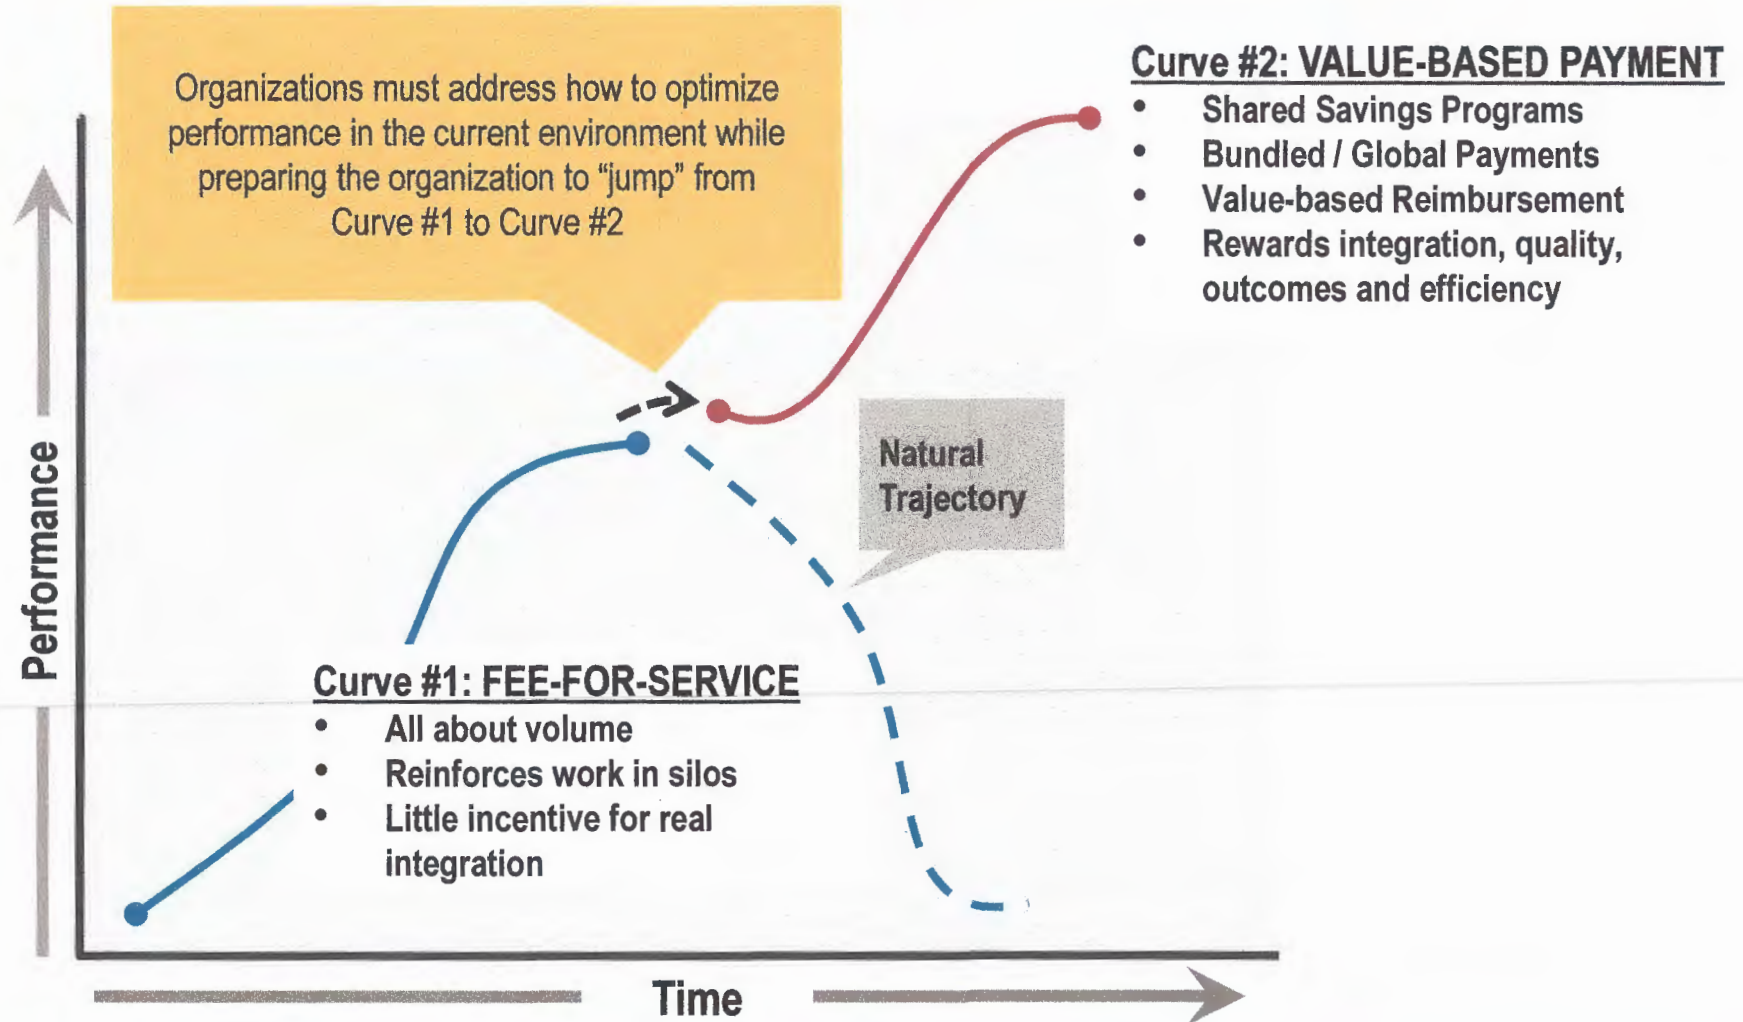 Organizations must address how to optimize
performance in the current environment while
preparing the organization to "jump" from
Curve #1 to Curve #2
Curve #2: VALUE-BASED PAYMENT
• Shared Savings Programs
• Bundled / Global Payments
• Value-based Reimbursement
• Rewards integration, quality,
outcomes and efficiency
Natural
Trajectory
Performance
Curve #1: FEE-FOR-SERVICE
• All about volume
• Reinforces work in silos
• Little incentive for real
integration
Time